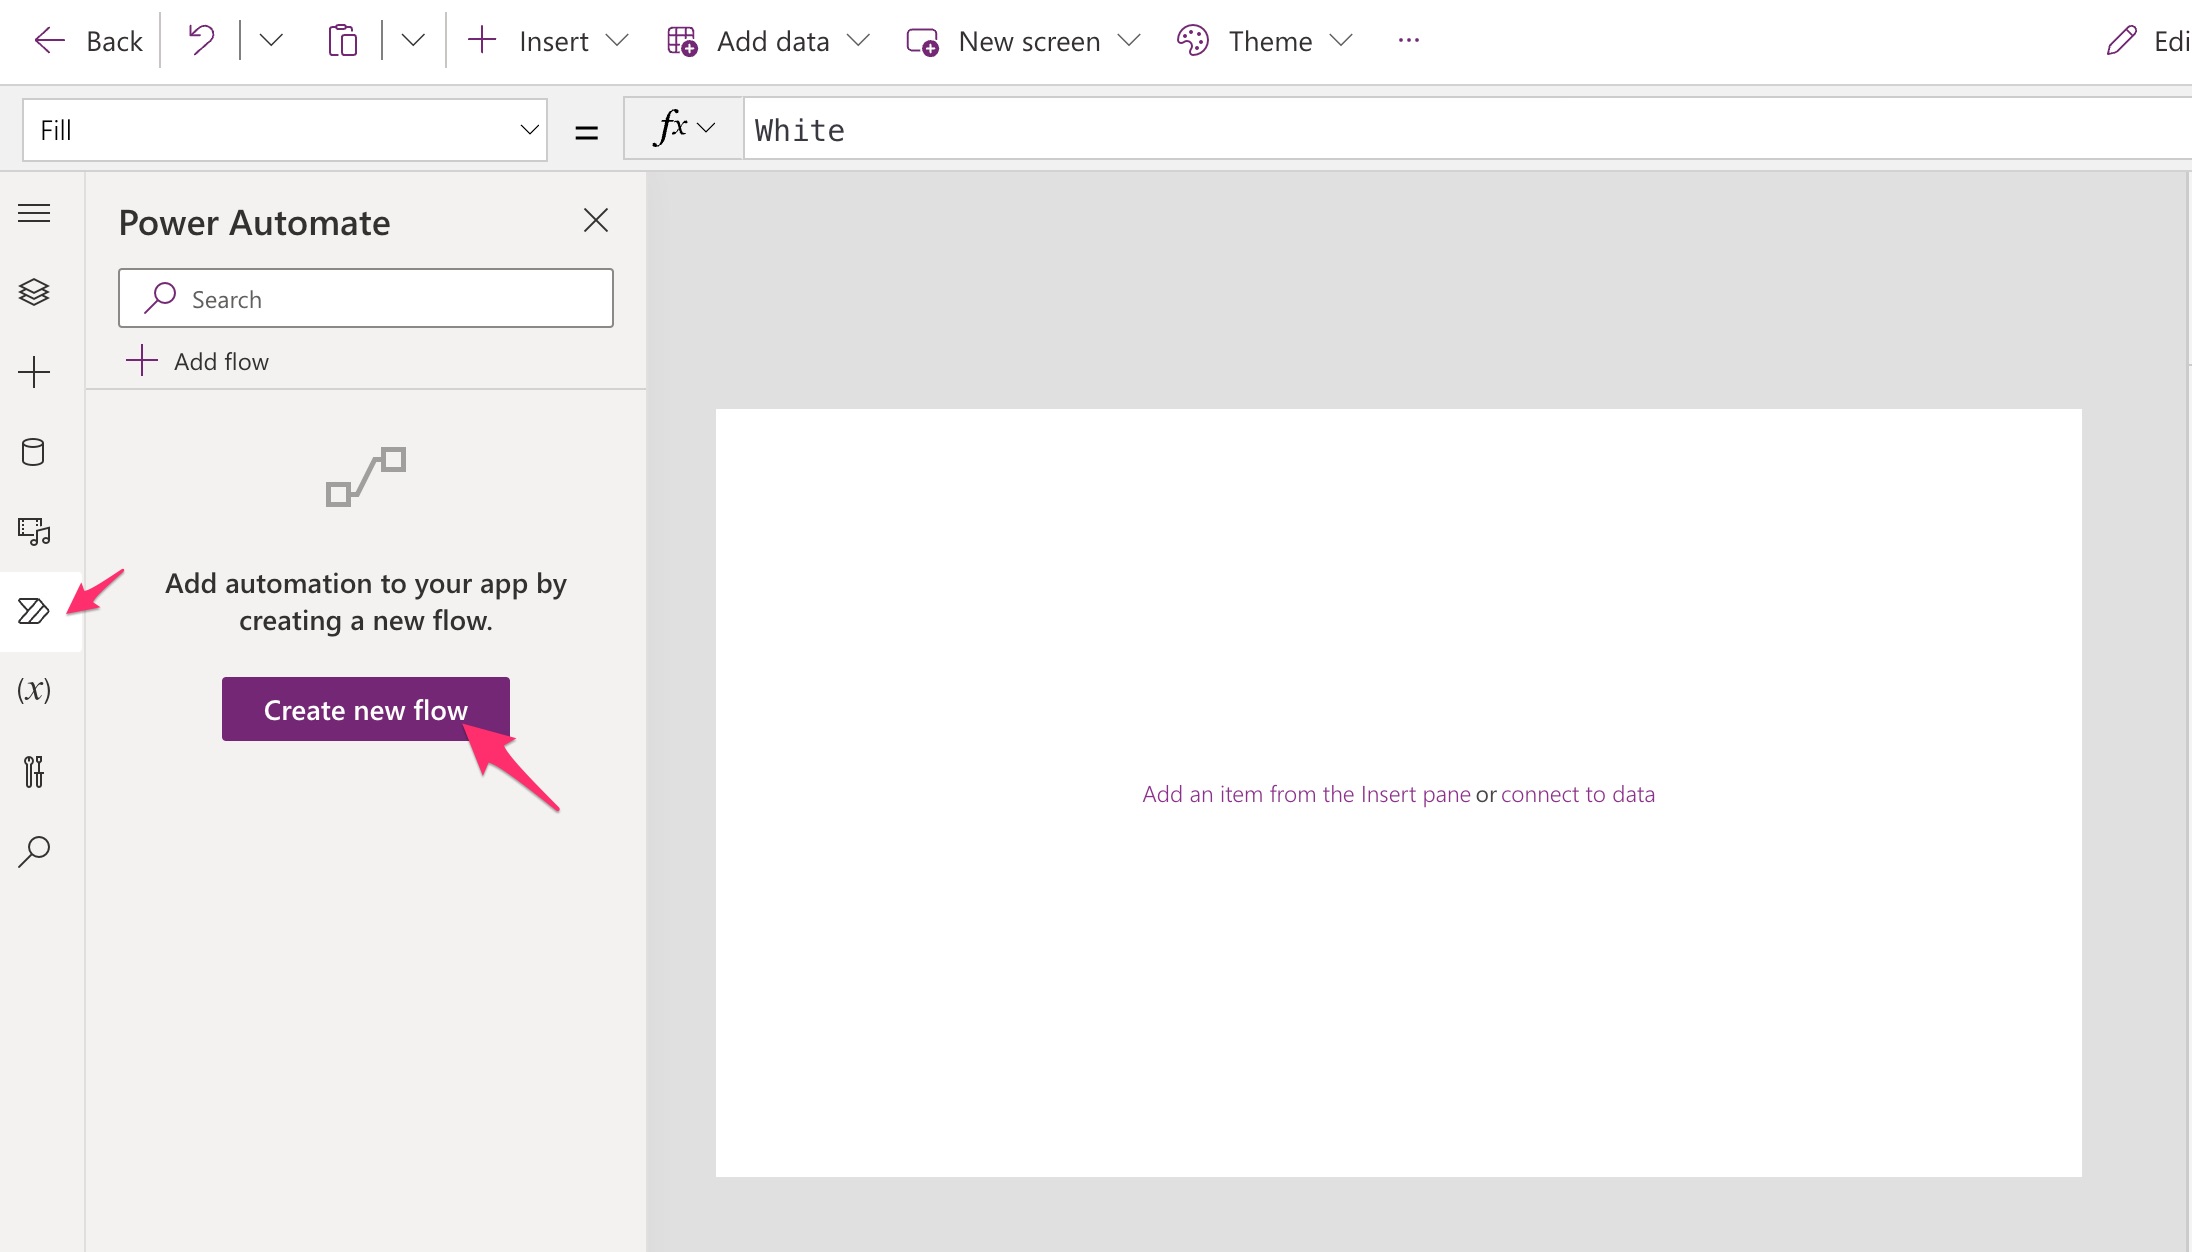 Back
Insert
Add data
New screen
Theme
Edi
Fill
=
fx
White
Power Automate
Search
Add flow
Add automation to your app by
creating a new flow.
Create new flow
(x)
Add an item from the Insert pane or connect to data